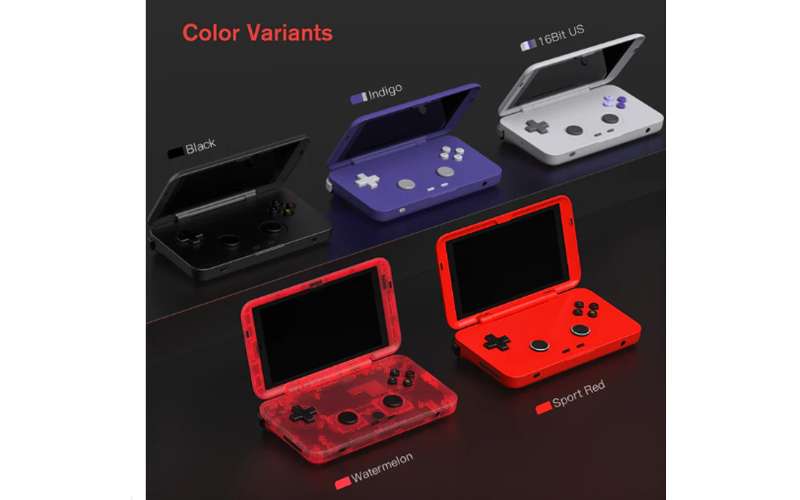 Color Variants
16Bit US
Indigo
Black
Sport Red
Watermelon